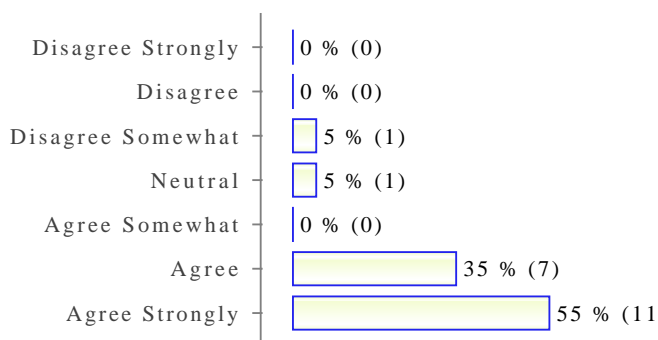 Disagree Strongly 0 % (0)
Disagree 0 % (0)
Disagree Somewhat 5 % (1)
Neutral 5 % (1)
Agree Somewhat 0 % (0)
Agree 35 % (7)
Agree Strongly 55 % (11